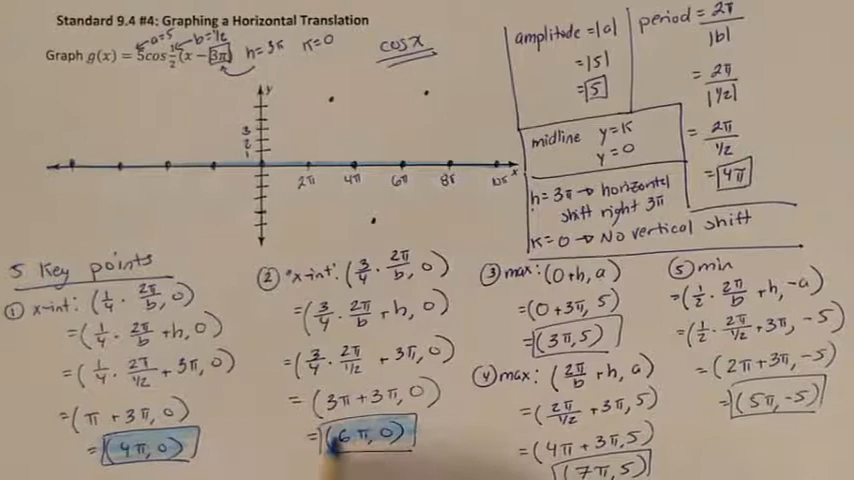 Standard 9.4 #4: Graphing a Horizontal Translation
a=5 b=1/2
Graph g(x) = 5cos 1/2(x − 3π) h=3π K=0 cosx
amplitude = |a|
= |5|
= 5
period = 2π/|b|
= 2π/|1/2|
= 2π/1/2
= 4π
midline y=K
y=0
h=3π → horizontal
shift right 3π
K=0 → No vertical shift
y
3
2
1
2π 4π 6π 8π 10π x
5 Key points
① x-int: (1/4 · 2π/b, 0)
=(1/4 · 2π/b + h, 0)
=(1/4 · 2π/1/2 + 3π, 0)
=(π + 3π, 0)
=(4π, 0)
② x-int: (3/4 · 2π/b, 0)
=(3/4 · 2π/b + h, 0)
=(3/4 · 2π/1/2 + 3π, 0)
= (3π + 3π, 0)
=(6π, 0)
③ max: (0+h, a)
=(0+3π, 5)
=(3π, 5)
④ max: (2π/b + h, a)
=(2π/1/2 + 3π, 5)
=(4π + 3π, 5)
(7π, 5)
⑤ min
=(1/2 · 2π/b + h, -a)
=(1/2 · 2π/1/2 + 3π, -5)
=(2π + 3π, -5)
=(5π, -5)